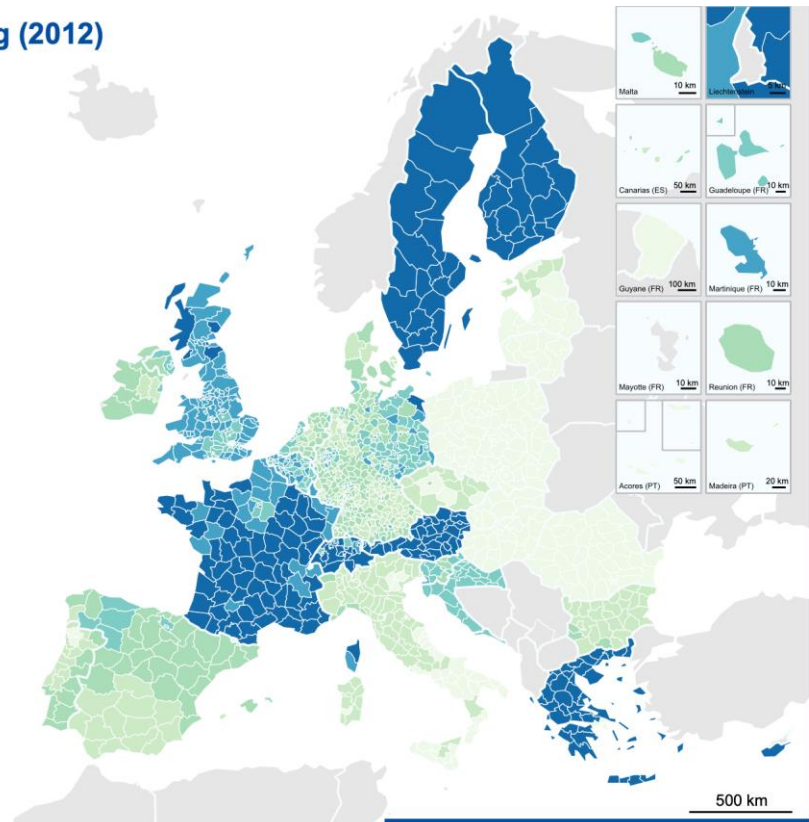 g (2012)
Malta
10 km
Liechtenstein
5 km
Canarias (ES)
50 km
Guadeloupe (FR)
10 km
Guyane (FR)
100 km
Martinique (FR)
10 km
Mayotte (FR)
10 km
Reunion (FR)
10 km
Acores (PT)
50 km
Madeira (PT)
20 km
500 km